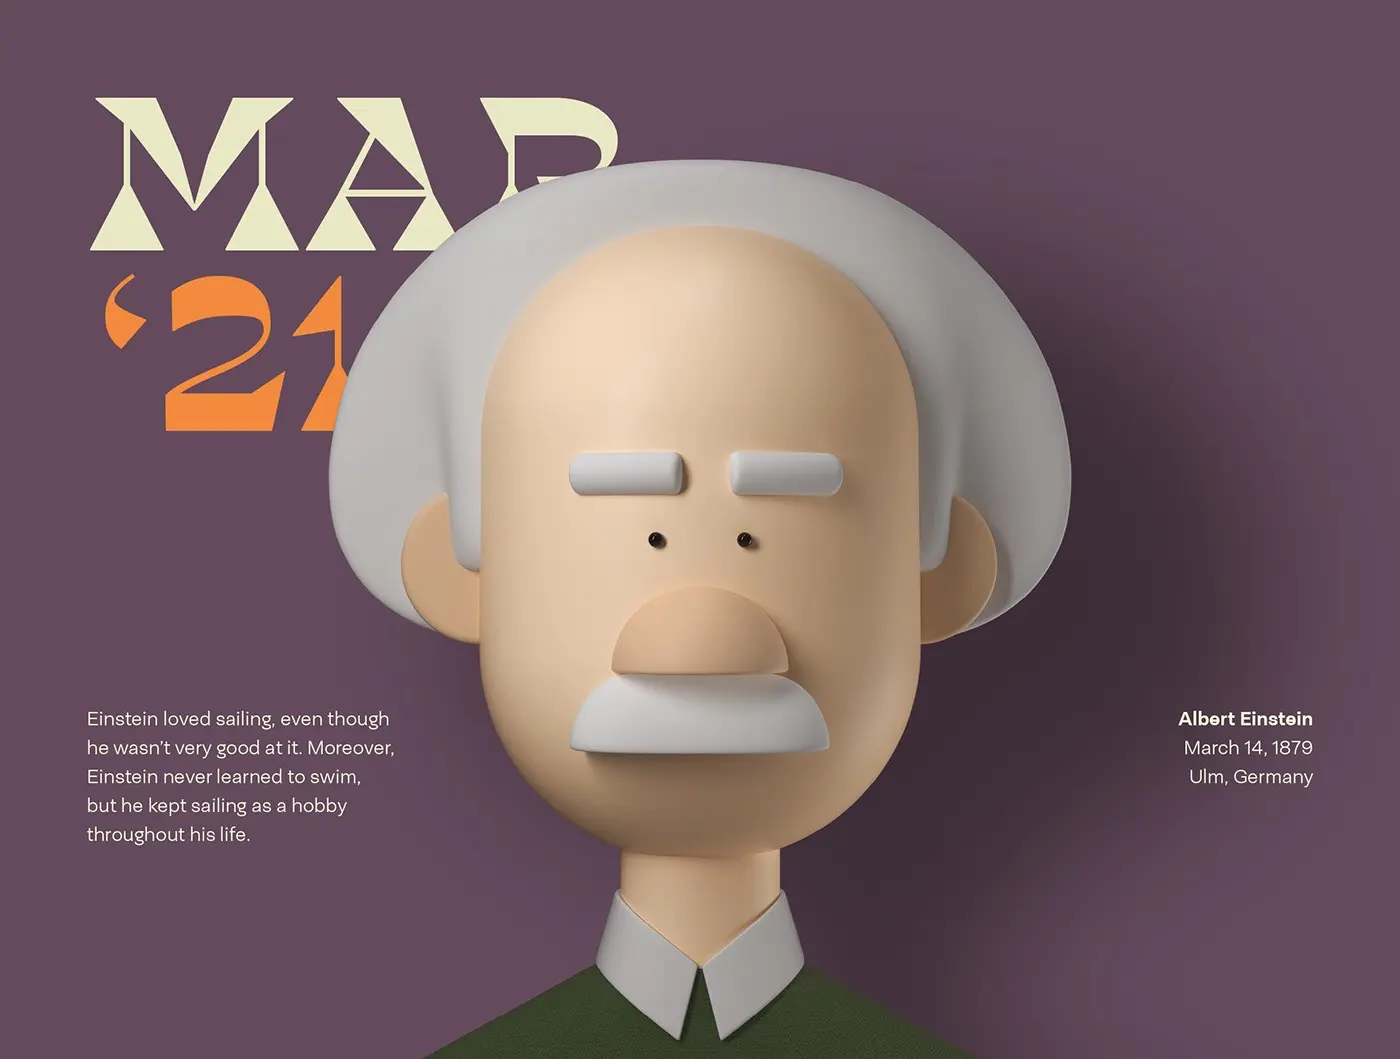 MAR
‘21
Einstein loved sailing, even though
he wasn’t very good at it. Moreover,
Einstein never learned to swim,
but he kept sailing as a hobby
throughout his life.
Albert Einstein
March 14, 1879
Ulm, Germany